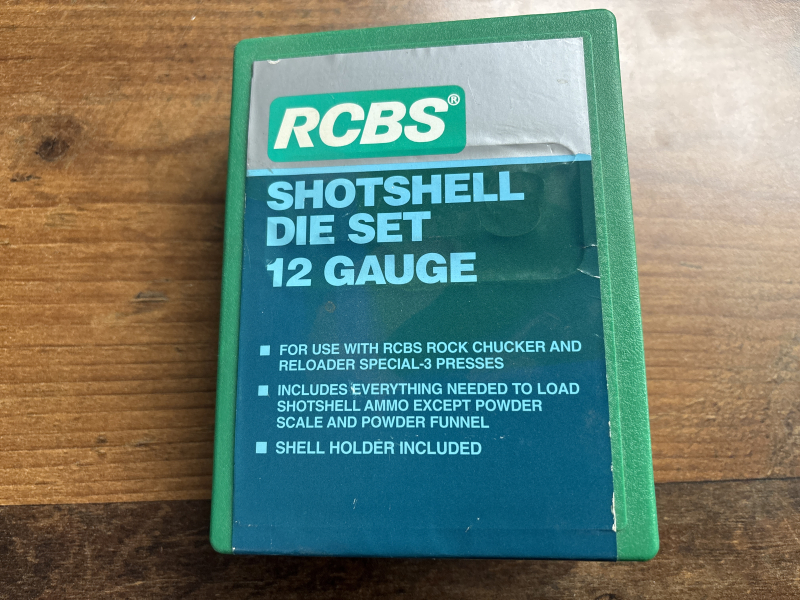 RCBS®
SHOTSHELL
DIE SET
12 GAUGE
■ FOR USE WITH RCBS ROCK CHUCKER AND
RELOADER SPECIAL-3 PRESSES
■ INCLUDES EVERYTHING NEEDED TO LOAD
SHOTSHELL AMMO EXCEPT POWDER
SCALE AND POWDER FUNNEL
■ SHELL HOLDER INCLUDED